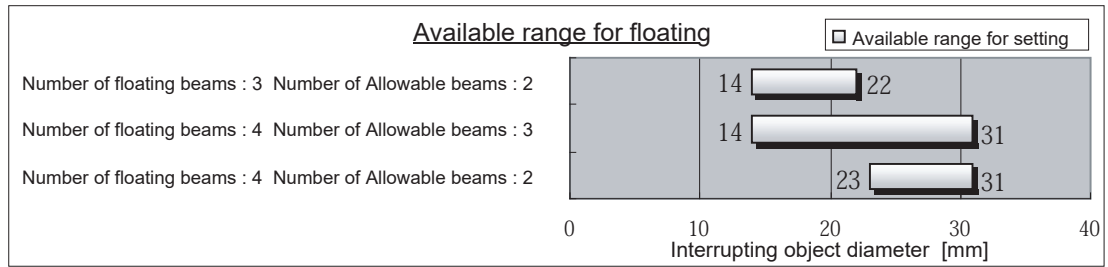 Available range for floating
Available range for setting
Number of floating beams : 3 Number of Allowable beams : 2
14 22
Number of floating beams : 4 Number of Allowable beams : 3
14 31
Number of floating beams : 4 Number of Allowable beams : 2
23 31
0 10 20 30 40
Interrupting object diameter [mm]